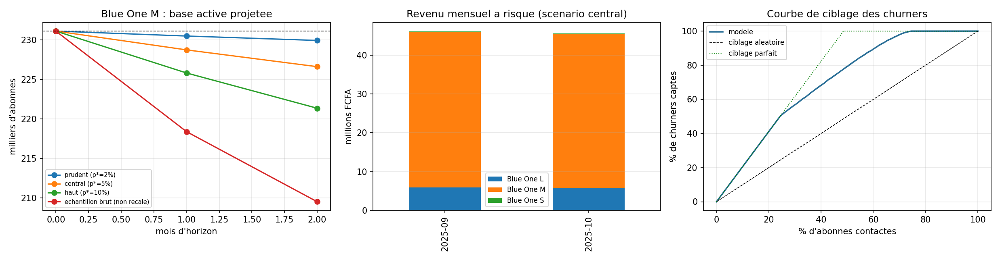 Blue One M : base active projetee
milliers d'abonnes
230
225
220
215
210
prudent (p*=2%)
central (p*=5%)
haut (p*=10%)
echantillon brut (non recale)
0.00 0.25 0.50 0.75 1.00 1.25 1.50 1.75 2.00
mois d'horizon
Revenu mensuel a risque (scenario central)
millions FCFA
40
30
20
10
0
Blue One L
Blue One M
Blue One S
2025-09
2025-10
Courbe de ciblage des churners
% de churners captes
100
80
60
40
20
0
modele
ciblage aleatoire
ciblage parfait
0 20 40 60 80 100
% d'abonnes contactes